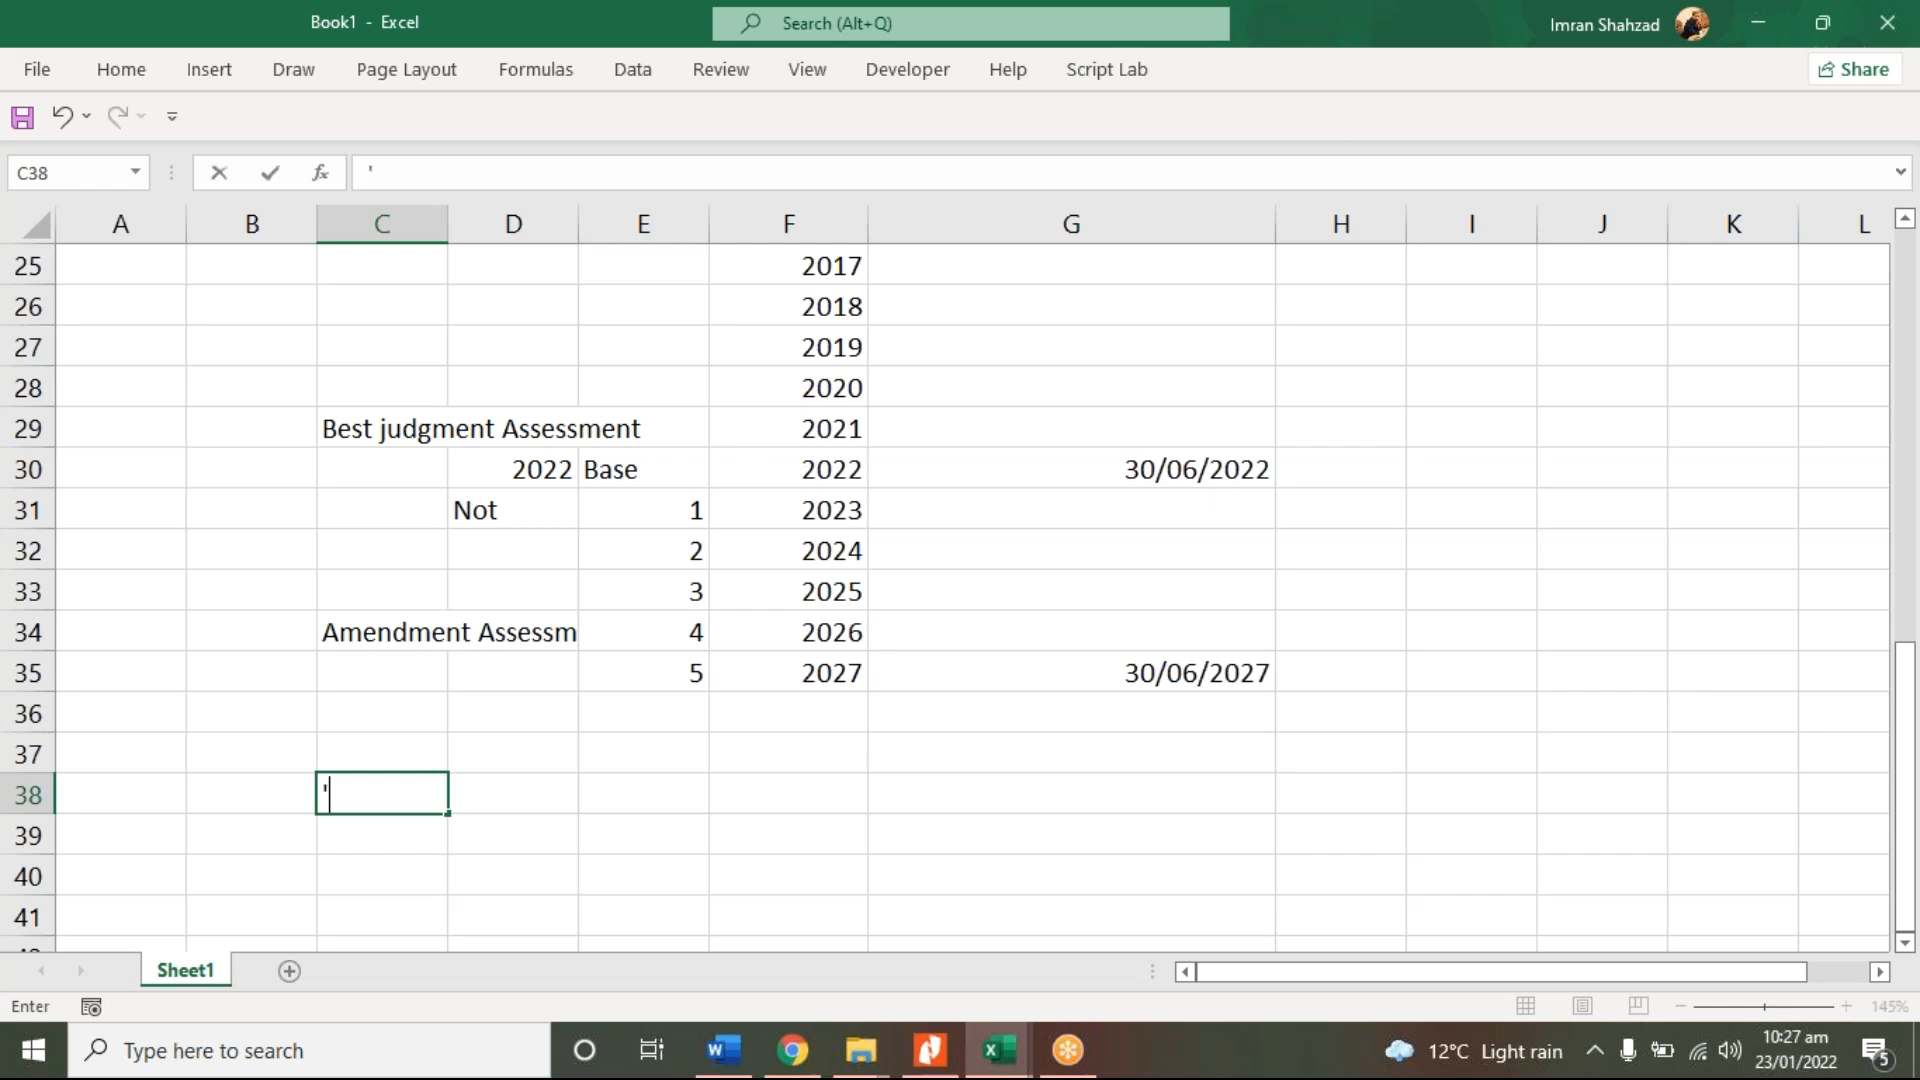 Book1 - Excel
Search (Alt+Q)
Imran Shahzad
File Home Insert Draw Page Layout Formulas Data Review View Developer Help Script Lab
Share
C38
fx
'
A B C D E F G H I J K L
25 2017
26 2018
27 2019
28 2020
29 Best judgment Assessment 2021
30 2022 Base 2022 30/06/2022
31 Not 1 2023
32 2 2024
33 3 2025
34 Amendment Assessm 4 2026
35 5 2027 30/06/2027
36
37
38 '
39
40
41
Sheet1
Enter
145%
Type here to search
12°C Light rain
10:27 am
23/01/2022
5